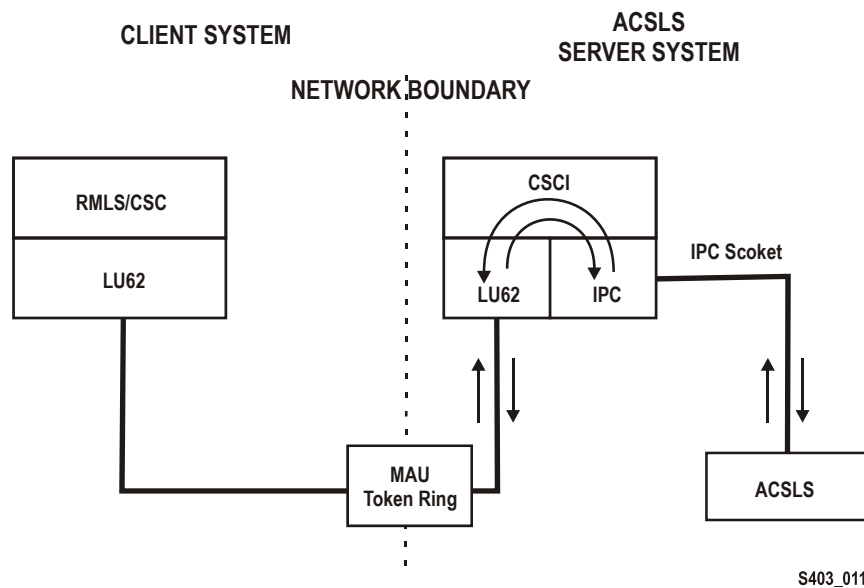 CLIENT SYSTEM
ACSLS
SERVER SYSTEM
NETWORK BOUNDARY
RMLS/CSC
LU62
CSCI
LU62
IPC
IPC Scoket
MAU
Token Ring
ACSLS
S403_011